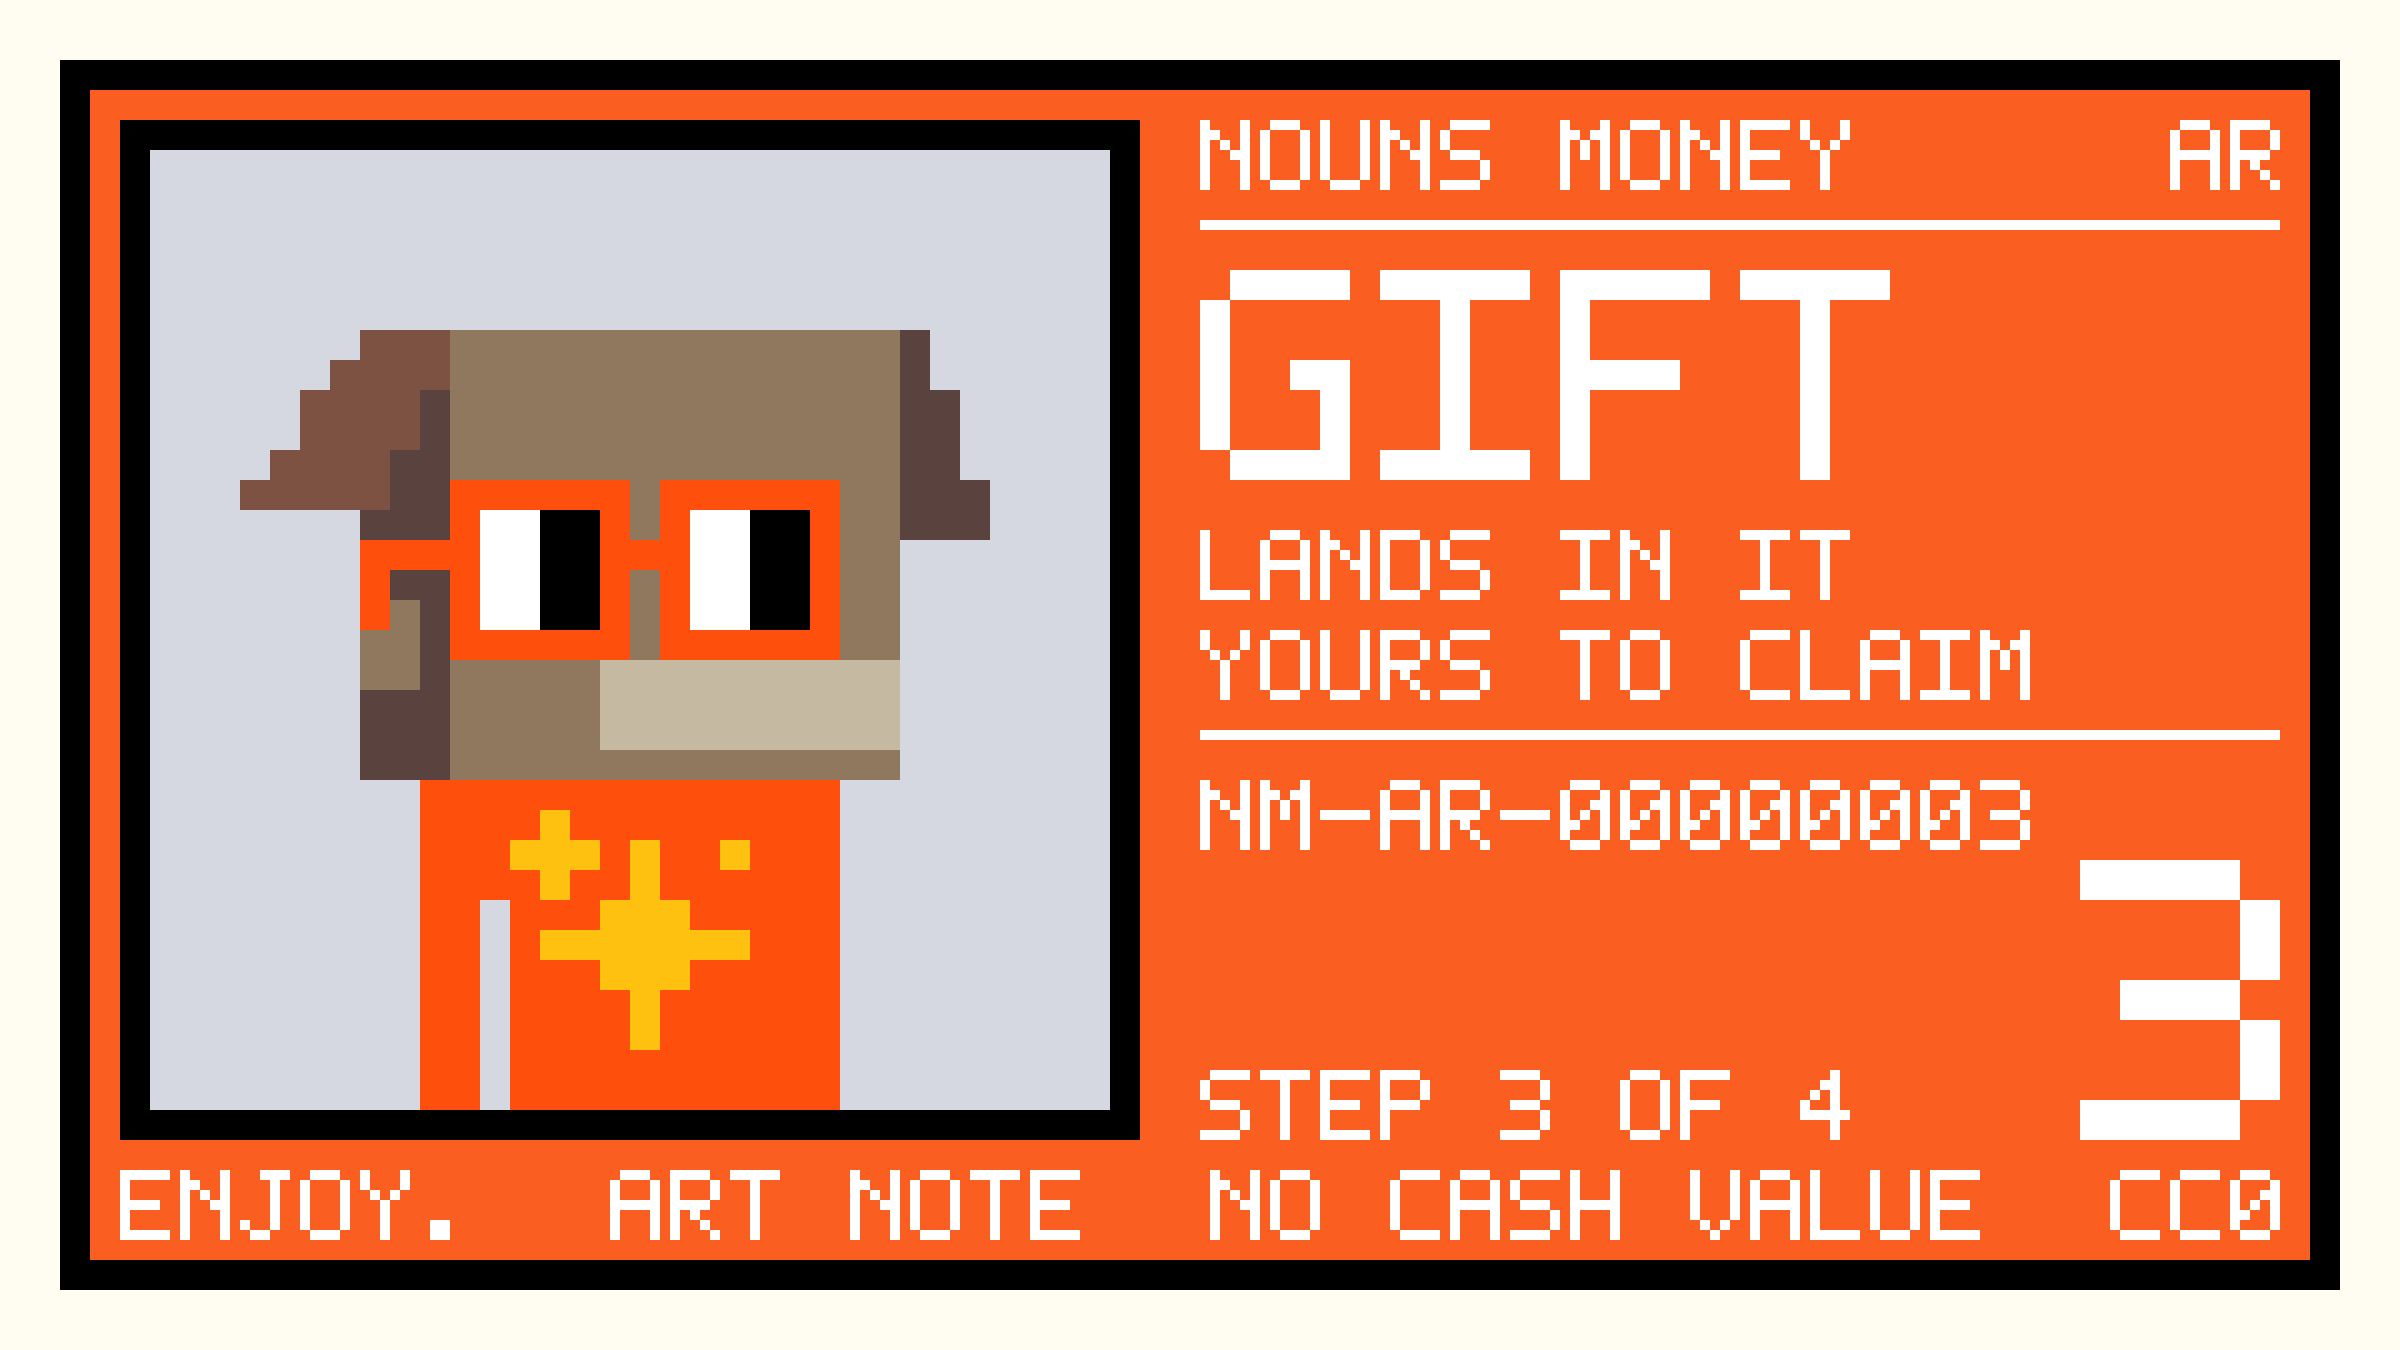 NOUNS MONEY AR
GIFT
LANDS IN IT
YOURS TO CLAIM
NM-AR-00000003
3
STEP 3 OF 4
ENJOY. ART NOTE NO CASH VALUE CC0